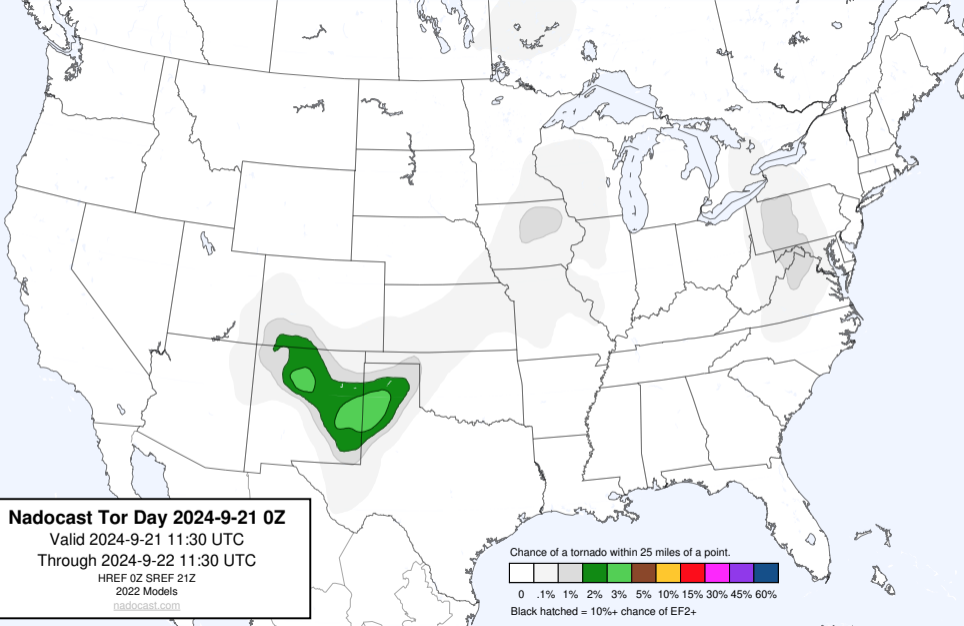 Nadocast Tor Day 2024-9-21 0Z
Valid 2024-9-21 11:30 UTC
Through 2024-9-22 11:30 UTC
HREF 0Z SREF 21Z
2022 Models
nadocast.com
Chance of a tornado within 25 miles of a point.
0 .1% 1% 2% 3% 5% 10% 15% 30% 45% 60%
Black hatched = 10%+ chance of EF2+